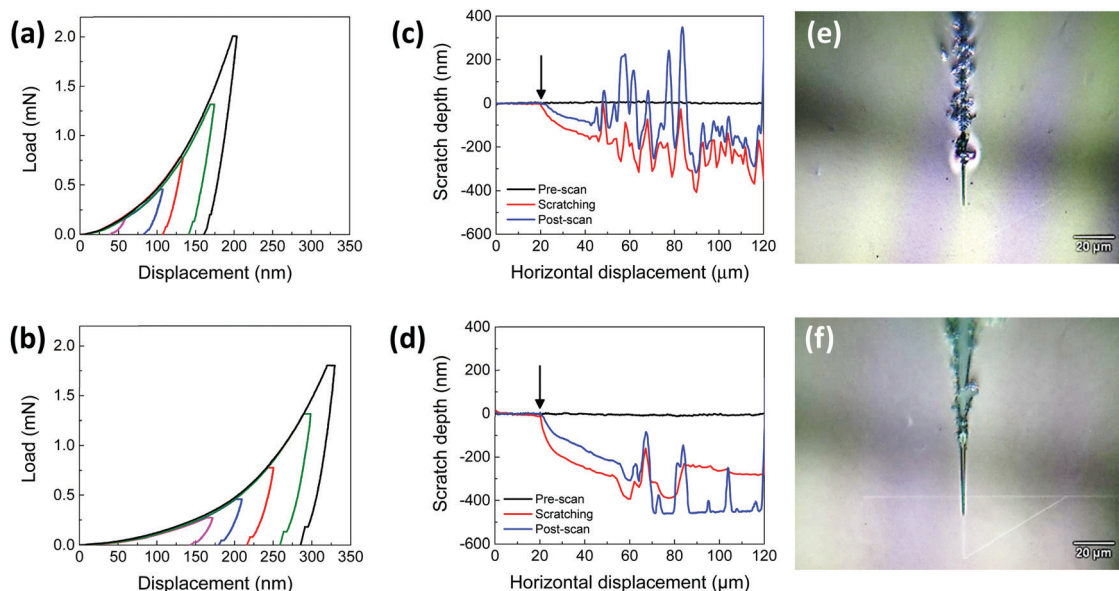 (a)
Load (mN)
2.0
1.5
1.0
0.5
0.0
0 50 100 150 200 250 300 350
Displacement (nm)
(c)
Scratch depth (nm)
400
200
0
-200
-400
-600
Pre-scan
Scratching
Post-scan
0 20 40 60 80 100 120
Horizontal displacement (μm)
(e)
20 μm
(b)
Load (mN)
2.0
1.5
1.0
0.5
0.0
0 50 100 150 200 250 300 350
Displacement (nm)
(d)
Scratch depth (nm)
400
200
0
-200
-400
-600
Pre-scan
Scratching
Post-scan
0 20 40 60 80 100 120
Horizontal displacement (μm)
(f)
20 μm